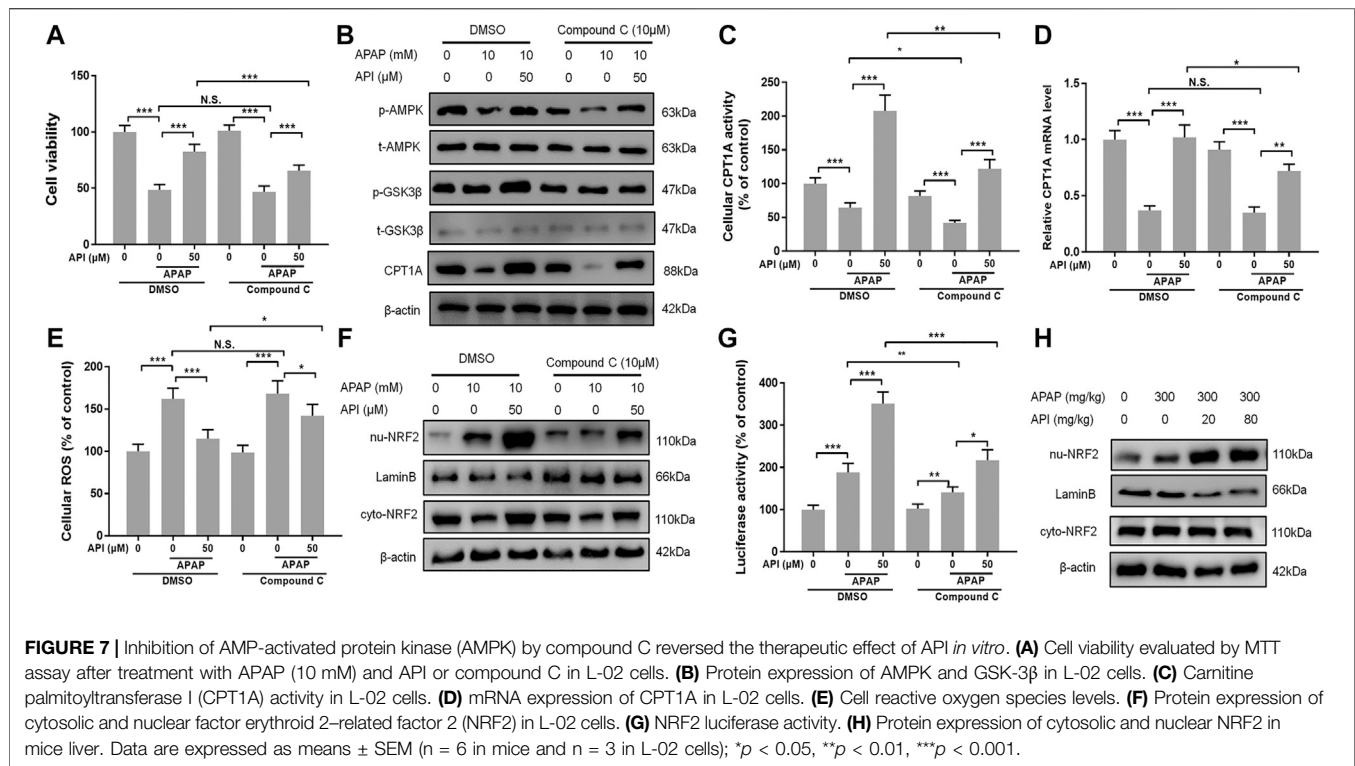 A
Cell viability
150
100
50
0
***
N.S.
*** *** *** ***
API (μM) 0 0 50 0 0 50
APAP APAP
DMSO Compound C
B
DMSO Compound C (10μM)
APAP (mM) 0 10 10 0 10 10
API (μM) 0 0 50 0 0 50
p-AMPK 63kDa
t-AMPK 63kDa
p-GSK3β 47kDa
t-GSK3β 47kDa
CPT1A 88kDa
β-actin 42kDa
C
Cellular CPT1A activity
(% of control)
250
200
150
100
50
0
**
*
*** *** *** ***
API (μM) 0 0 50 0 0 50
APAP APAP
DMSO Compound C
D
Relative CPT1A mRNA level
1.5
1.0
0.5
0.0
*
N.S.
*** *** *** **
API (μM) 0 0 50 0 0 50
APAP APAP
DMSO Compound C
E
Cellular ROS (% of control)
200
150
100
50
0
*
N.S.
*** *** *** *
API (μM) 0 0 50 0 0 50
APAP APAP
DMSO Compound C
F
DMSO Compound C (10μM)
APAP (mM) 0 10 10 0 10 10
API (μM) 0 0 50 0 0 50
nu-NRF2 110kDa
LaminB 66kDa
cyto-NRF2 110kDa
β-actin 42kDa
G
Luciferase activity (% of control)
400
300
200
100
0
***
**
*** *** ** *
API (μM) 0 0 50 0 0 50
APAP APAP
DMSO Compound C
H
APAP (mg/kg) 0 300 300 300
API (mg/kg) 0 0 20 80
nu-NRF2 110kDa
LaminB 66kDa
cyto-NRF2 110kDa
β-actin 42kDa
FIGURE 7 | Inhibition of AMP-activated protein kinase (AMPK) by compound C reversed the therapeutic effect of API in vitro. (A) Cell viability evaluated by MTT
assay after treatment with APAP (10 mM) and API or compound C in L-02 cells. (B) Protein expression of AMPK and GSK-3β in L-02 cells. (C) Carnitine
palmitoyltransferase I (CPT1A) activity in L-02 cells. (D) mRNA expression of CPT1A in L-02 cells. (E) Cell reactive oxygen species levels. (F) Protein expression of
cytosolic and nuclear factor erythroid 2–related factor 2 (NRF2) in L-02 cells. (G) NRF2 luciferase activity. (H) Protein expression of cytosolic and nuclear NRF2 in
mice liver. Data are expressed as means ± SEM (n = 6 in mice and n = 3 in L-02 cells); *p < 0.05, **p < 0.01, ***p < 0.001.